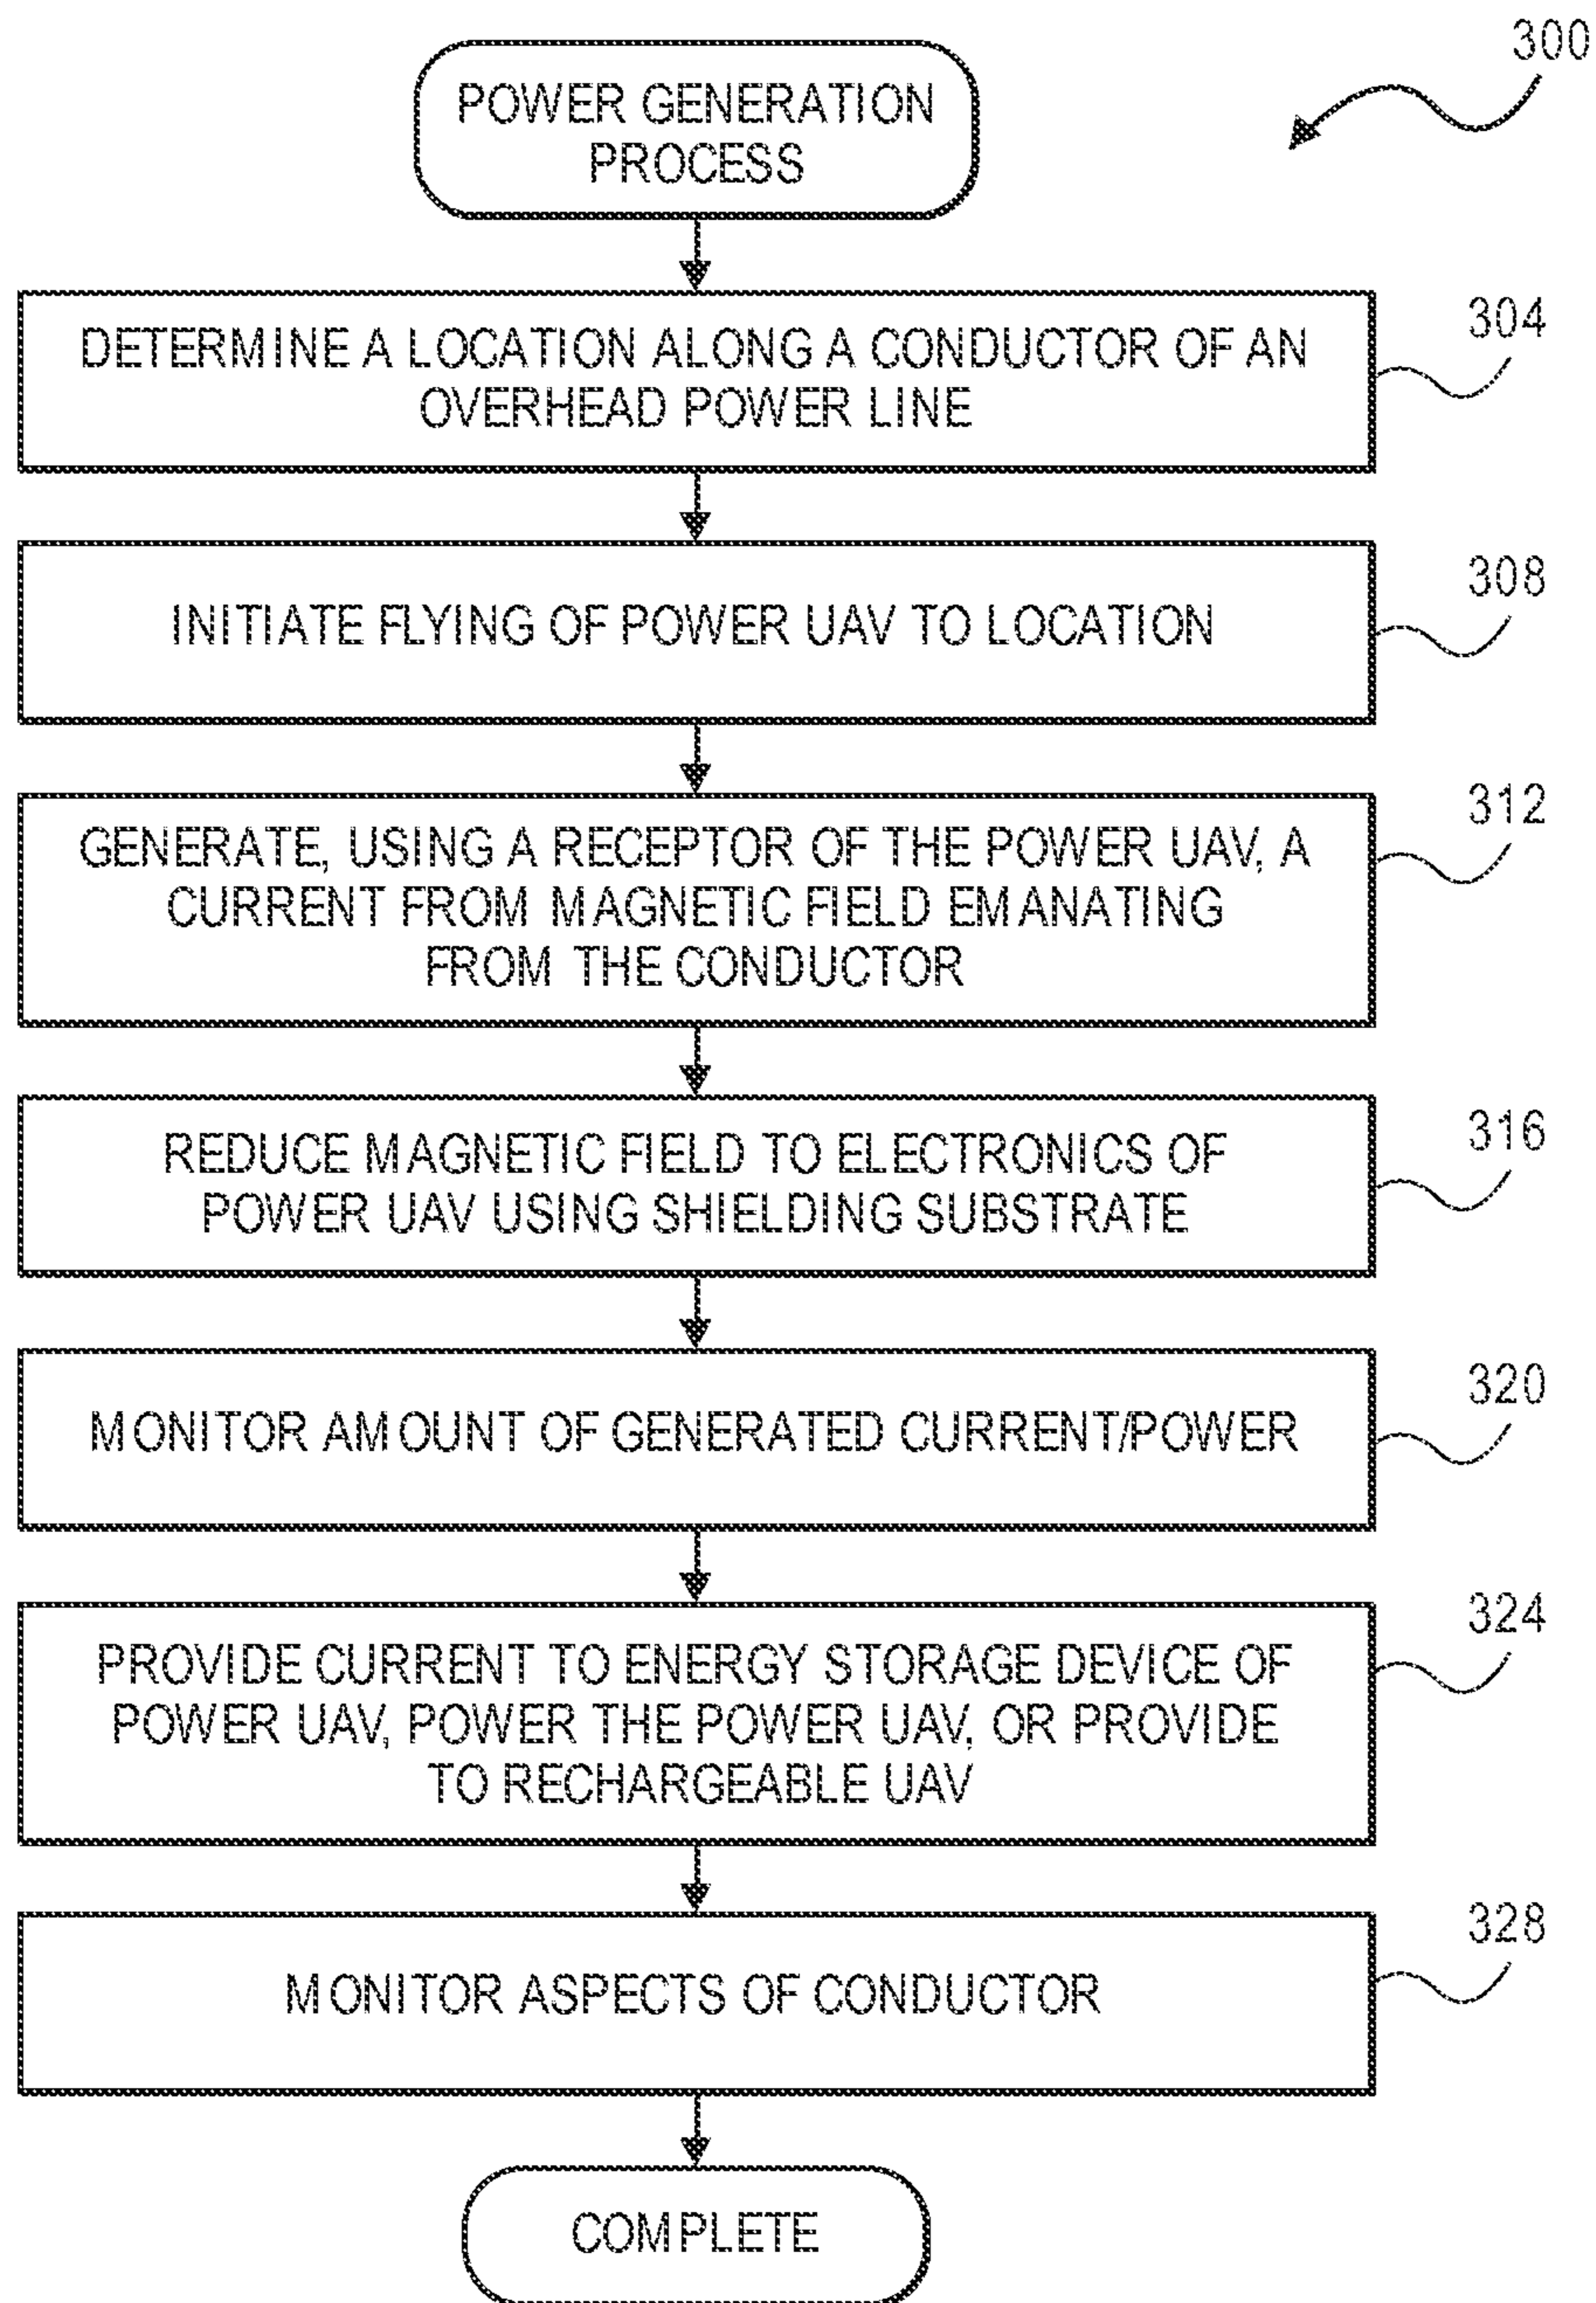 300
POWER GENERATION
PROCESS
DETERMINE A LOCATION ALONG A CONDUCTOR OF AN
OVERHEAD POWER LINE
304
INITIATE FLYING OF POWER UAV TO LOCATION
308
GENERATE, USING A RECEPTOR OF THE POWER UAV, A
CURRENT FROM MAGNETIC FIELD EMANATING
FROM THE CONDUCTOR
312
REDUCE MAGNETIC FIELD TO ELECTRONICS OF
POWER UAV USING SHIELDING SUBSTRATE
316
MONITOR AMOUNT OF GENERATED CURRENT/POWER
320
PROVIDE CURRENT TO ENERGY STORAGE DEVICE OF
POWER UAV, POWER THE POWER UAV, OR PROVIDE
TO RECHARGEABLE UAV
324
MONITOR ASPECTS OF CONDUCTOR
328
COMPLETE